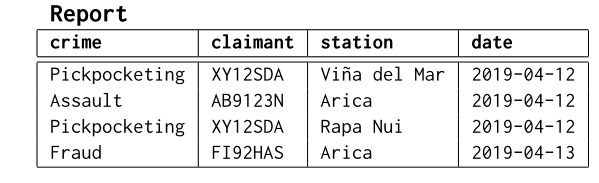 Report
crime claimant station date
Pickpocketing XY12SDA Viña del Mar 2019-04-12
Assault AB9123N Arica 2019-04-12
Pickpocketing XY12SDA Rapa Nui 2019-04-12
Fraud FI92HAS Arica 2019-04-13